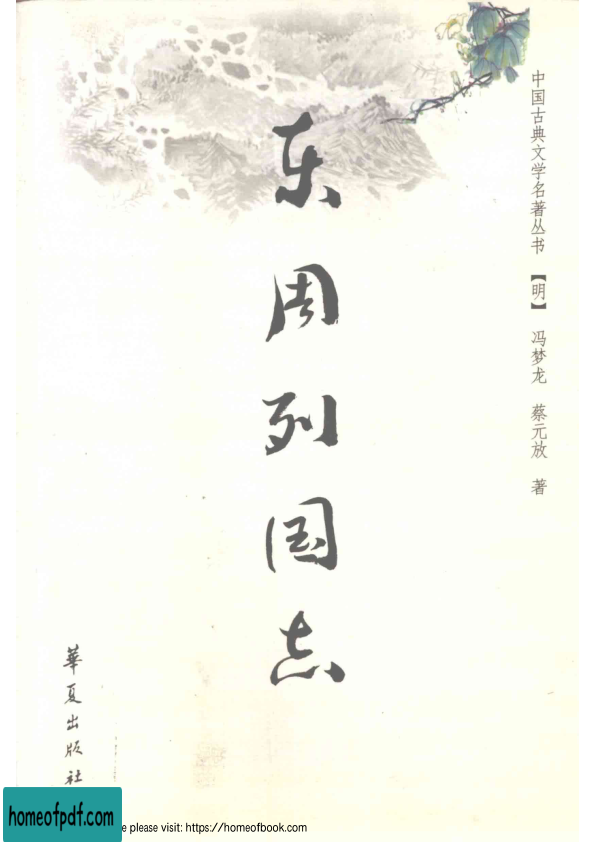 中国古典文学名著丛书 【明】 冯梦龙 蔡元放 著
东周列国志
華夏出版社
homeofpdf.com
e please visit: https://homeofbook.com